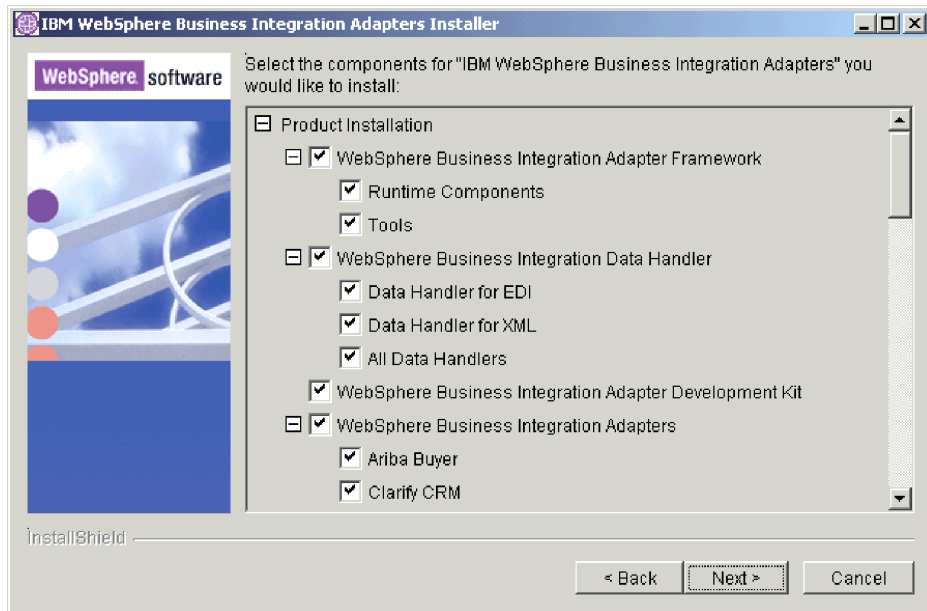 IBM WebSphere Business Integration Adapters Installer
WebSphere software
Select the components for "IBM WebSphere Business Integration Adapters" you
would like to install:
Product Installation
WebSphere Business Integration Adapter Framework
Runtime Components
Tools
WebSphere Business Integration Data Handler
Data Handler for EDI
Data Handler for XML
All Data Handlers
WebSphere Business Integration Adapter Development Kit
WebSphere Business Integration Adapters
Ariba Buyer
Clarify CRM
InstallShield
< Back
Next >
Cancel